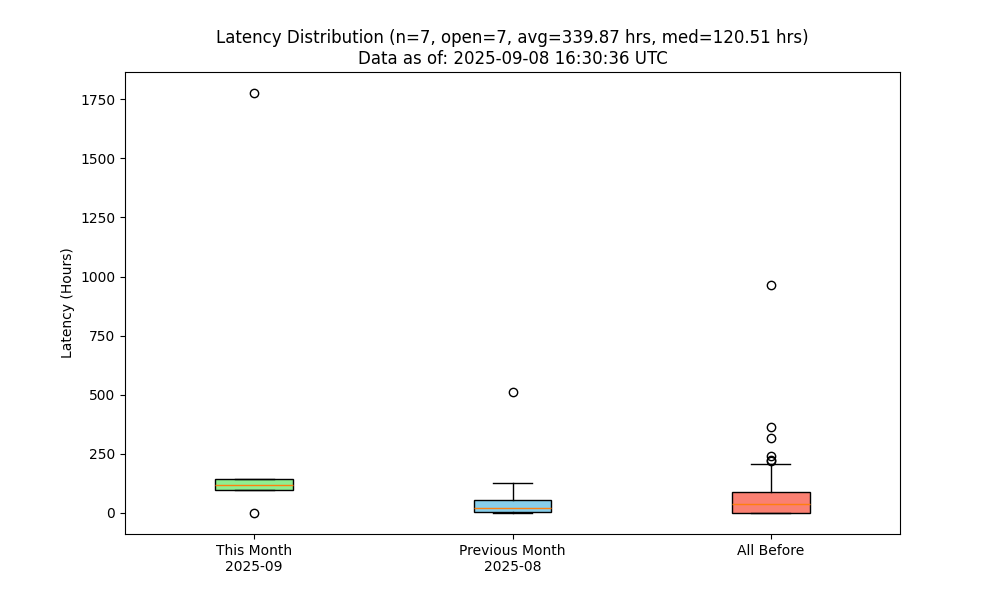 Latency Distribution (n=7, open=7, avg=339.87 hrs, med=120.51 hrs)
Data as of: 2025-09-08 16:30:36 UTC
Latency (Hours)
1750
1500
1250
1000
750
500
250
0
This Month
2025-09
Previous Month
2025-08
All Before